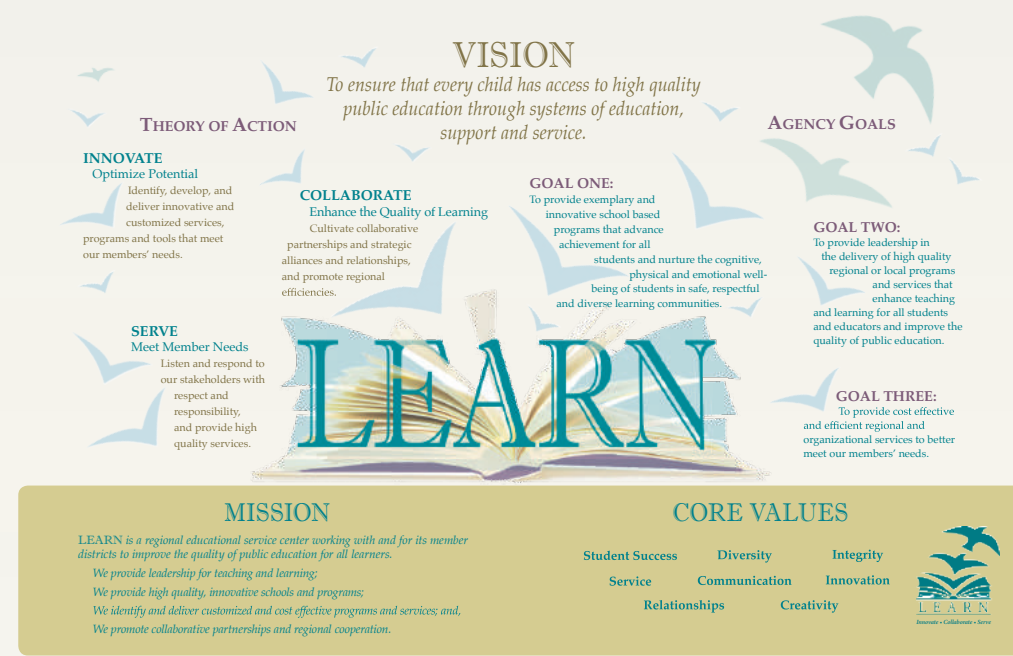 VISION
To ensure that every child has access to high quality
public education through systems of education,
support and service.
THEORY OF ACTION
INNOVATE
Optimize Potential
Identify, develop, and
deliver innovative and
customized services,
programs and tools that meet
our members' needs.
COLLABORATE
Enhance the Quality of Learning
Cultivate collaborative
partnerships and strategic
alliances and relationships,
and promote regional
efficiencies.
SERVE
Meet Member Needs
Listen and respond to
our stakeholders with
respect and
responsibility,
and provide high
quality services.
AGENCY GOALS
GOAL ONE:
To provide exemplary and
innovative school based
programs that advance
achievement for all
students and nurture the cognitive,
physical and emotional well-
being of students in safe, respectful
and diverse learning communities.
GOAL TWO:
To provide leadership in
the delivery of high quality
regional or local programs
and services that
enhance teaching
and learning for all students
and educators and improve the
quality of public education.
GOAL THREE:
To provide cost effective
and efficient regional and
organizational services to better
meet our members' needs.
LEARN
MISSION
LEARN is a regional educational service center working with and for its member
districts to improve the quality of public education for all learners.
We provide leadership for teaching and learning;
We provide high quality, innovative schools and programs;
We identify and deliver customized and cost effective programs and services; and,
We promote collaborative partnerships and regional cooperation.
CORE VALUES
Student Success Diversity Integrity
Service Communication Innovation
Relationships Creativity
LEARN
Innovate • Collaborate • Serve